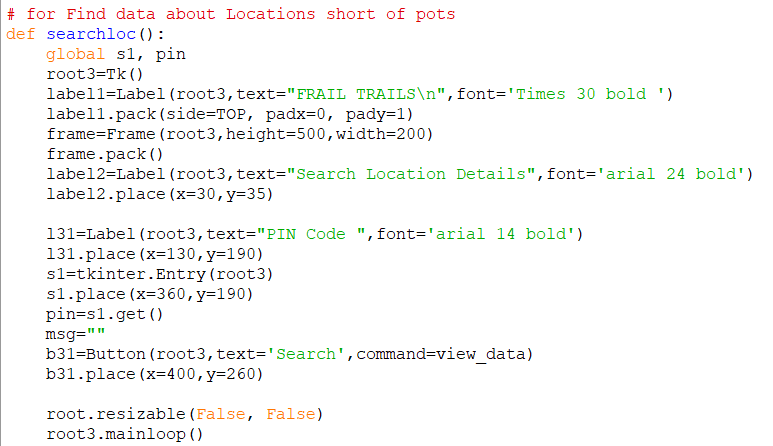 # for Find data about Locations short of pots
def searchloc():
    global s1, pin
    root3=Tk()
    label1=Label(root3,text="FRAIL TRAILS\n",font='Times 30 bold ')
    label1.pack(side=TOP, padx=0, pady=1)
    frame=Frame(root3,height=500,width=200)
    frame.pack()
    label2=Label(root3,text="Search Location Details",font='arial 24 bold')
    label2.place(x=30,y=35)

    l31=Label(root3,text="PIN Code ",font='arial 14 bold')
    l31.place(x=130,y=190)
    s1=tkinter.Entry(root3)
    s1.place(x=360,y=190)
    pin=s1.get()
    msg=""
    b31=Button(root3,text='Search',command=view_data)
    b31.place(x=400,y=260)

    root.resizable(False, False)
    root3.mainloop()